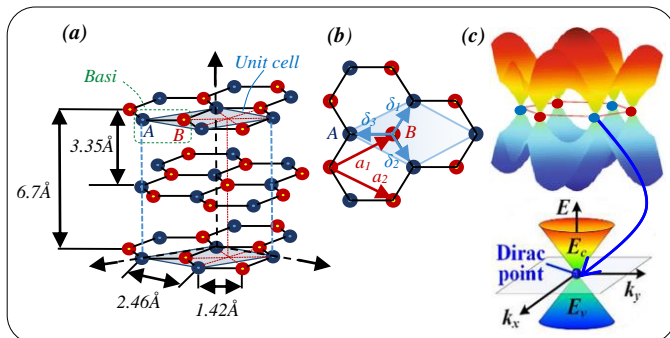 (a)
Basi
Unit cell
A
B
3.35Å
6.7Å
2.46Å
1.42Å
(b)
δ1
δ3
A
B
a1
δ2
a2
(c)
E
Ec
Dirac
point
ky
kx
Ev